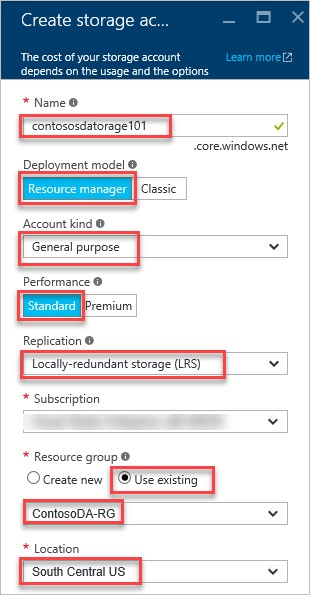 Create storage ac...
The cost of your storage account
depends on the usage and the options
Learn more
* Name
contososdatorage101
.core.windows.net
Deployment model
Resource manager Classic
Account kind
General purpose
Performance
Standard Premium
Replication
Locally-redundant storage (LRS)
* Subscription
* Resource group
Create new Use existing
ContosoDA-RG
* Location
South Central US